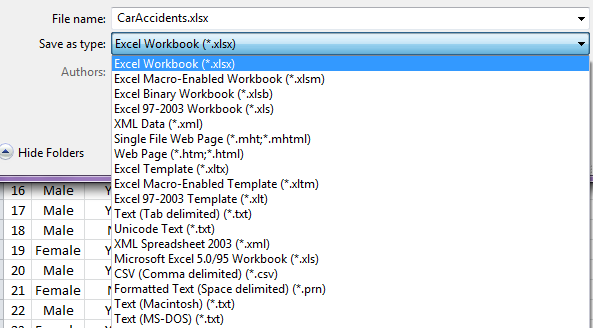 File name: CarAccidents.xlsx
Save as type: Excel Workbook (*.xlsx)
Excel Workbook (*.xlsx)
Authors: Excel Macro-Enabled Workbook (*.xlsm)
Excel Binary Workbook (*.xlsb)
Excel 97-2003 Workbook (*.xls)
XML Data (*.xml)
Single File Web Page (*.mht;*.mhtml)
Hide Folders Web Page (*.htm;*.html)
Excel Template (*.xltx)
16 Male Y Excel Macro-Enabled Template (*.xltm)
Excel 97-2003 Template (*.xlt)
17 Male Y Text (Tab delimited) (*.txt)
18 Male Unicode Text (*.txt)
19 Female Y XML Spreadsheet 2003 (*.xml)
20 Female Y Microsoft Excel 5.0/95 Workbook (*.xls)
CSV (Comma delimited) (*.csv)
21 Female Formatted Text (Space delimited) (*.prn)
22 Male Y Text (Macintosh) (*.txt)
Text (MS-DOS) (*.txt)